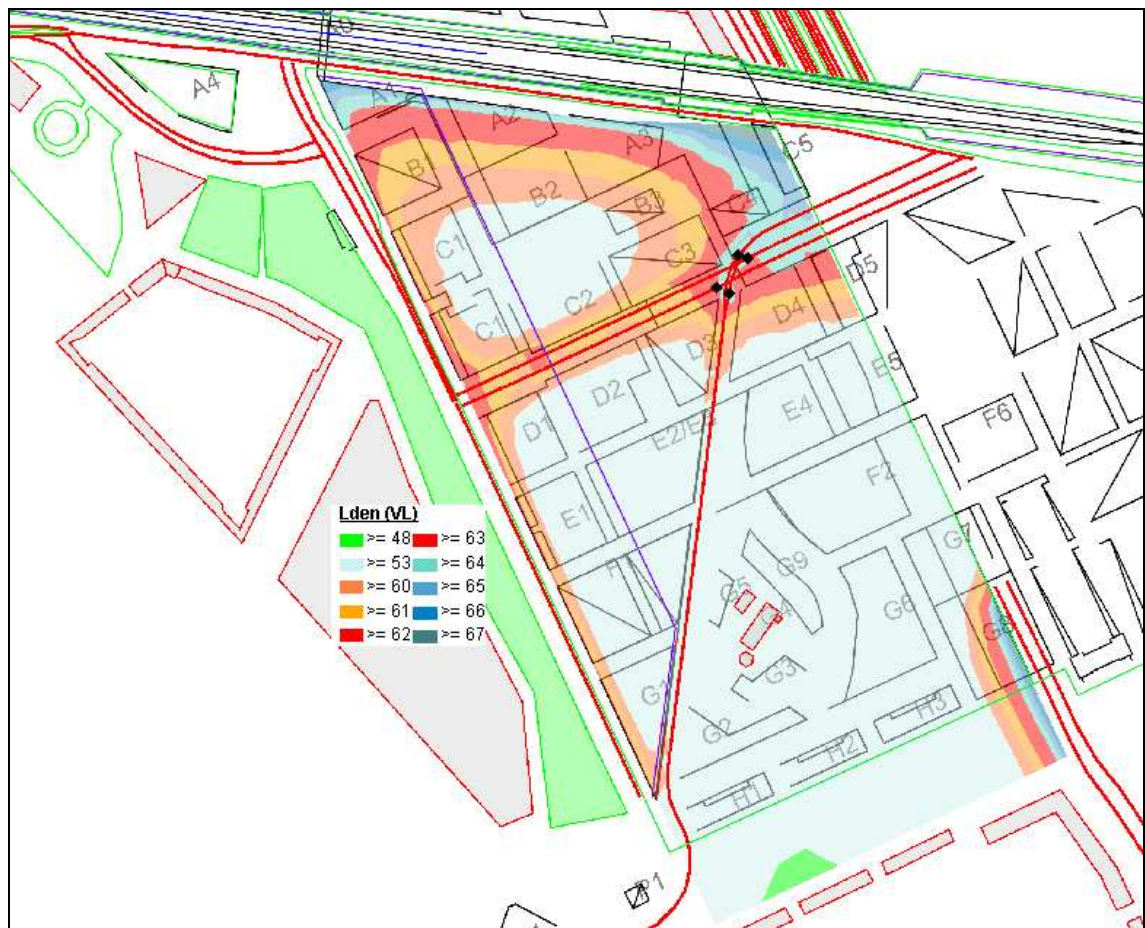 A4
A1
A2
A3
C5
B1
B2
B3
C4
C1
C3
C2
C1
D5
D4
D3
D2
D1
E5
E4
F6
F2
E1
G7
G9
G5
G4
G6
G8
G3
G1
G2
H3
H2
H1
P1
Lden (VL)
>= 48 >= 63
>= 53 >= 64
>= 60 >= 65
>= 61 >= 66
>= 62 >= 67